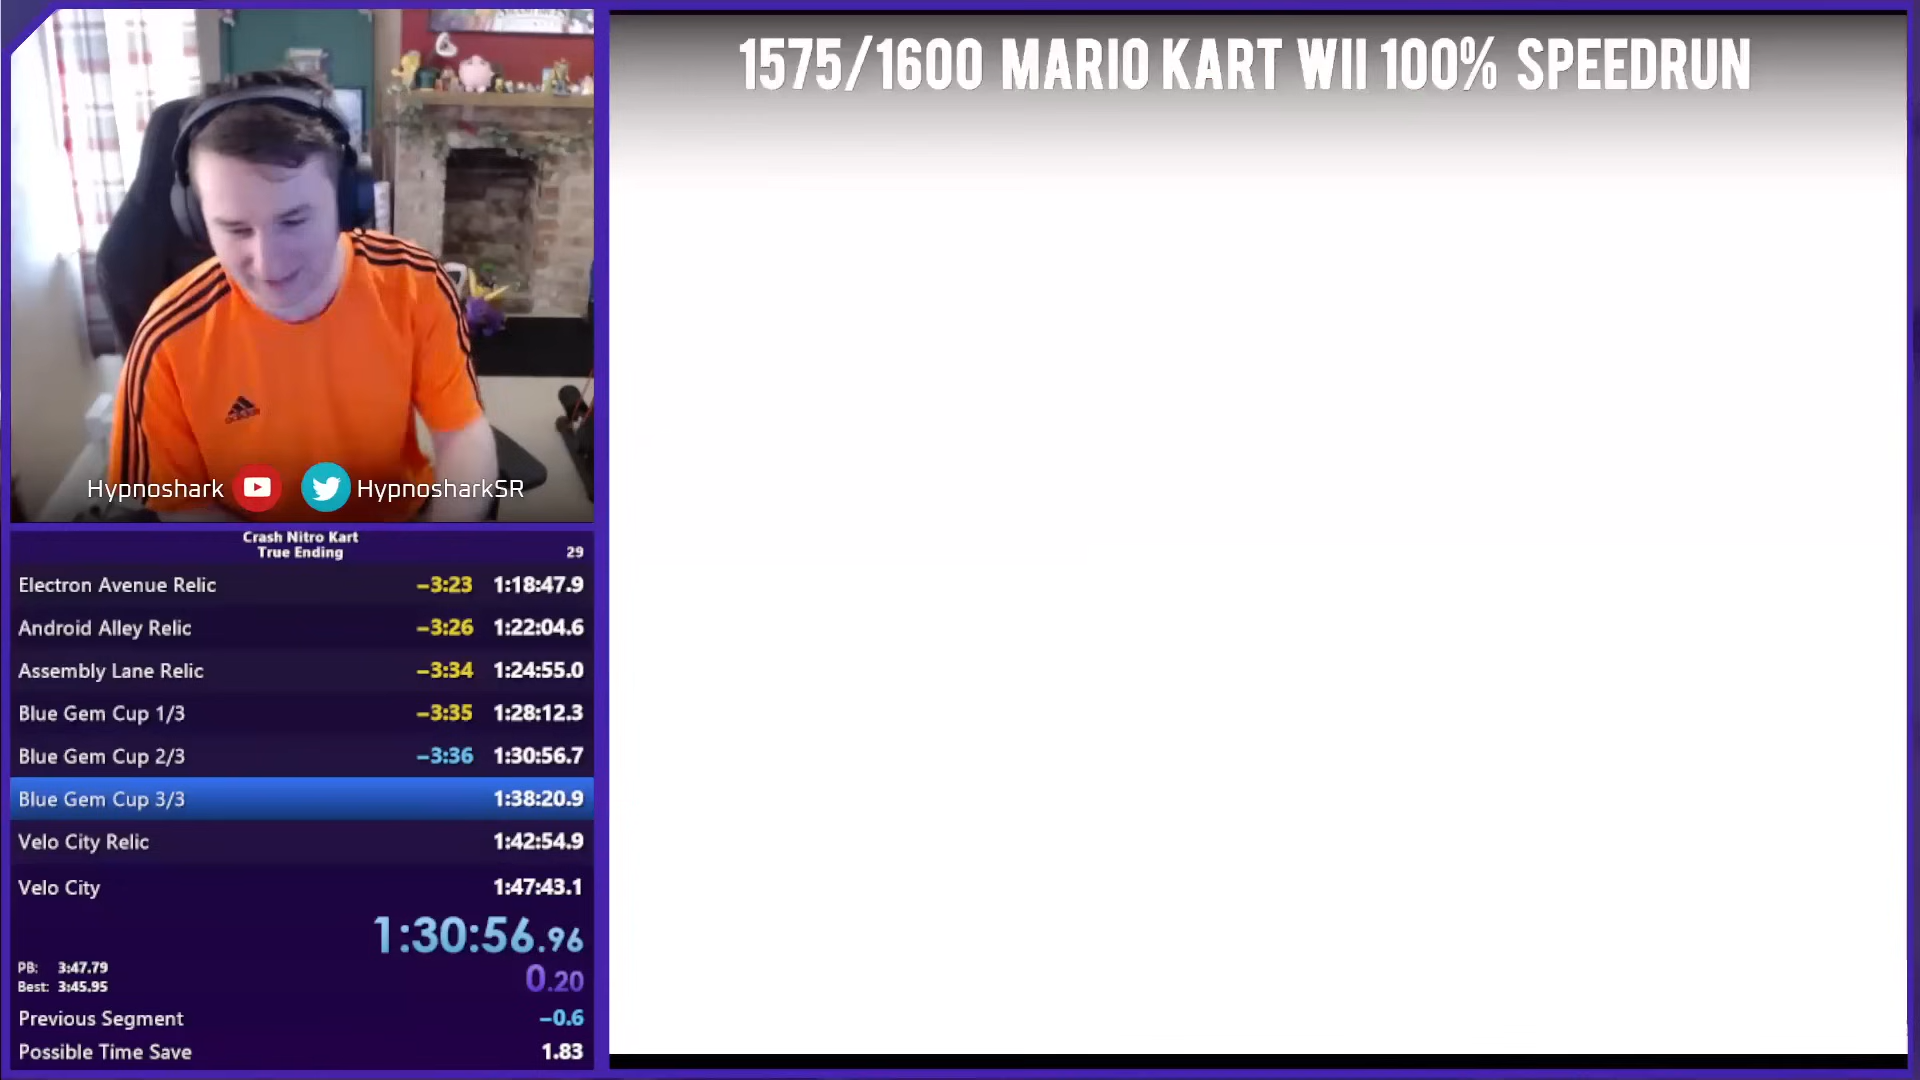 1575/1600 MARIO KART WII 100% SPEEDRUN
adidas
Hypnoshark HypnosharkSR
Crash Nitro Kart
True Ending 29
Electron Avenue Relic −3:23 1:18:47.9
Android Alley Relic −3:26 1:22:04.6
Assembly Lane Relic −3:34 1:24:55.0
Blue Gem Cup 1/3 −3:35 1:28:12.3
Blue Gem Cup 2/3 −3:36 1:30:56.7
Blue Gem Cup 3/3 1:38:20.9
Velo City Relic 1:42:54.9
Velo City 1:47:43.1
1:30:56.96
PB: 3:47.79
Best: 3:45.95
0.20
Previous Segment −0.6
Possible Time Save 1.83